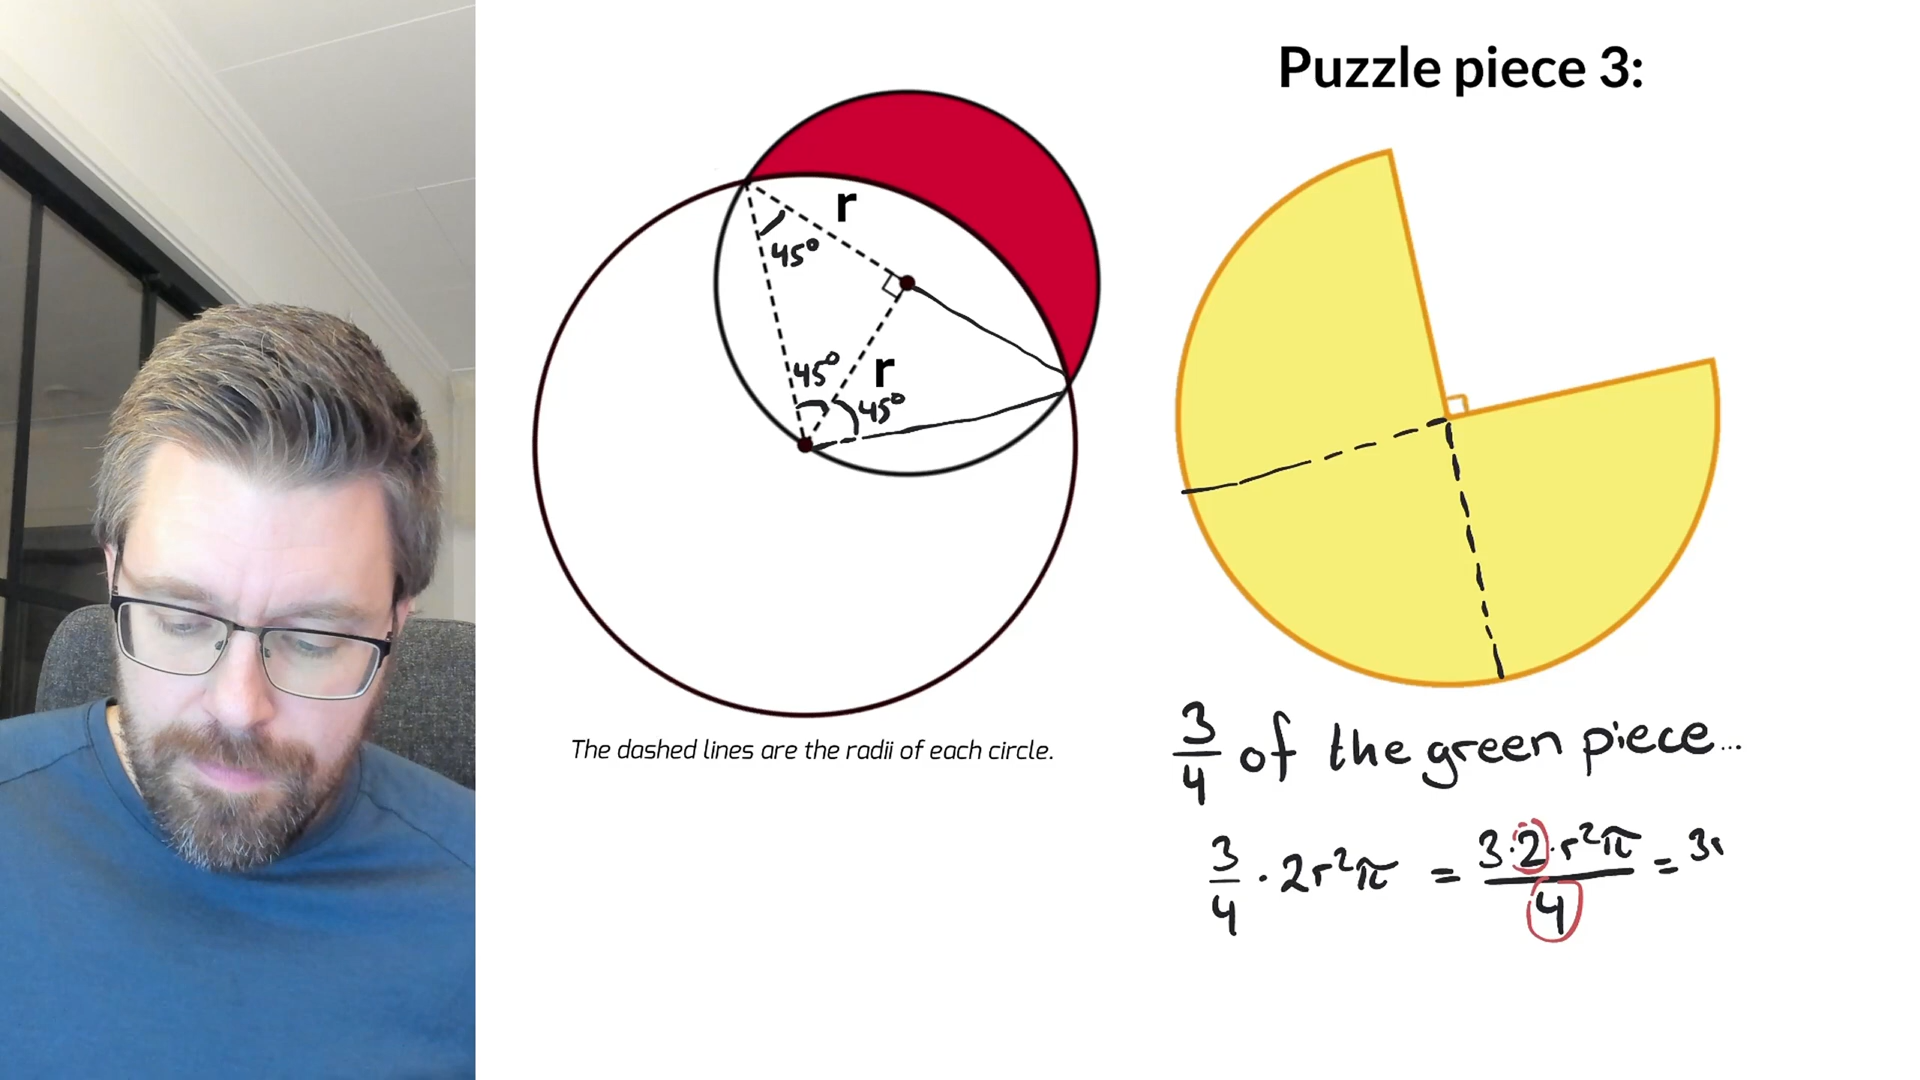 Puzzle piece 3:
r
45°
45°
r
45°
The dashed lines are the radii of each circle.
3/4 of the green piece...
3/4 · 2r²π = 3·2·r²π/4 = 3r